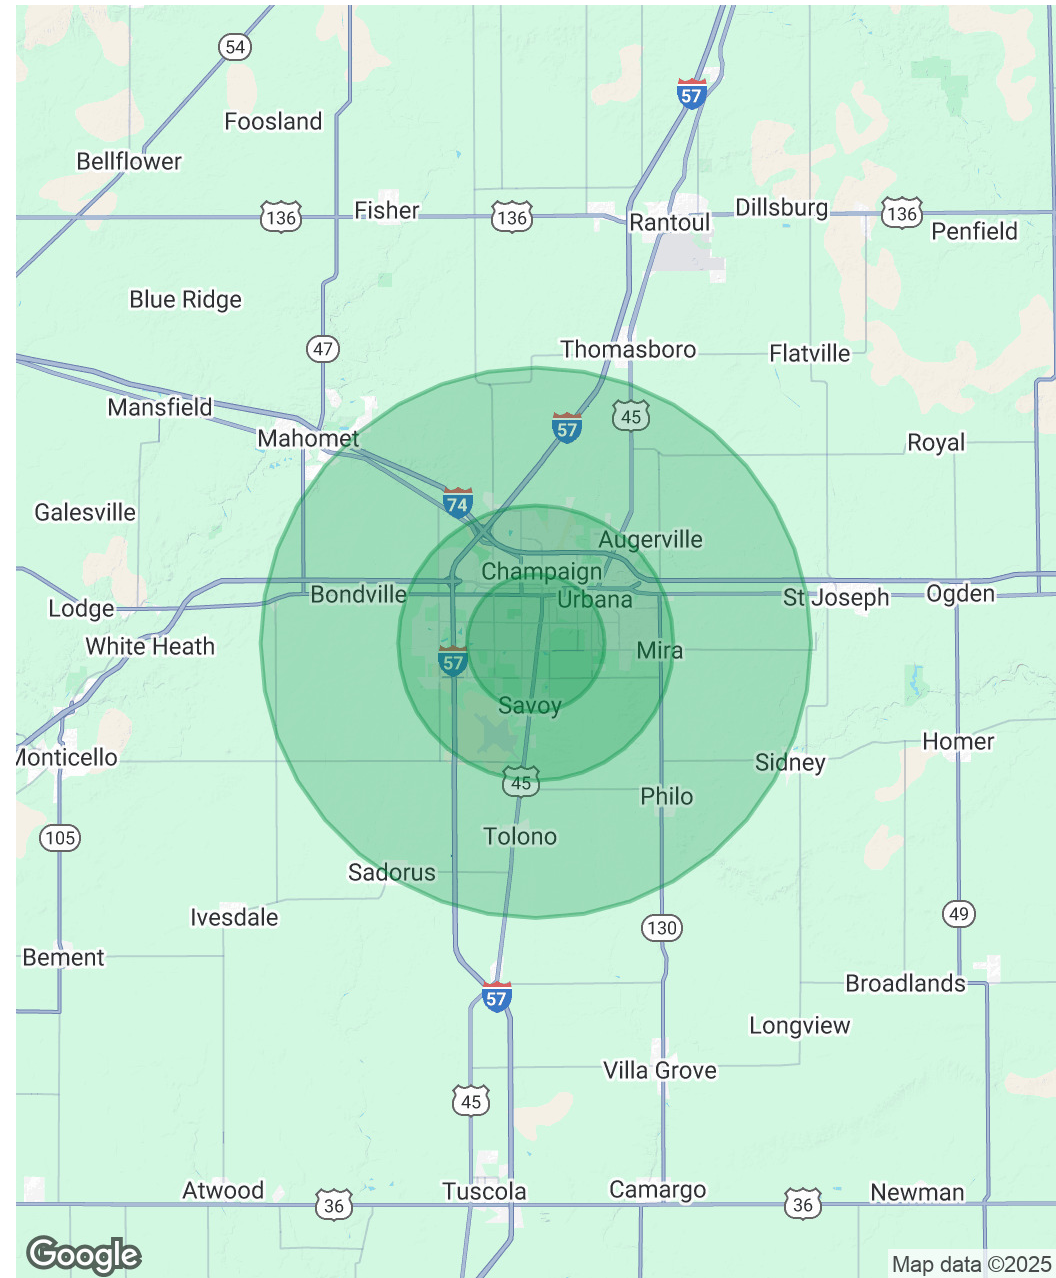 54
57
Foosland
Bellflower
136
Fisher
136
Rantoul
Dillsburg
136
Penfield
Blue Ridge
47
Thomasboro
Flatville
Mansfield
45
57
Mahomet
Royal
74
Galesville
Augerville
Champaign
Bondville
Urbana
St Joseph
Ogden
Lodge
White Heath
57
Mira
Savoy
Monticello
45
Sidney
Homer
Philo
105
Tolono
Sadorus
Ivesdale
130
49
Bement
57
Broadlands
Longview
Villa Grove
45
Atwood
36
Tuscola
Camargo
36
Newman
Google
Map data ©2025